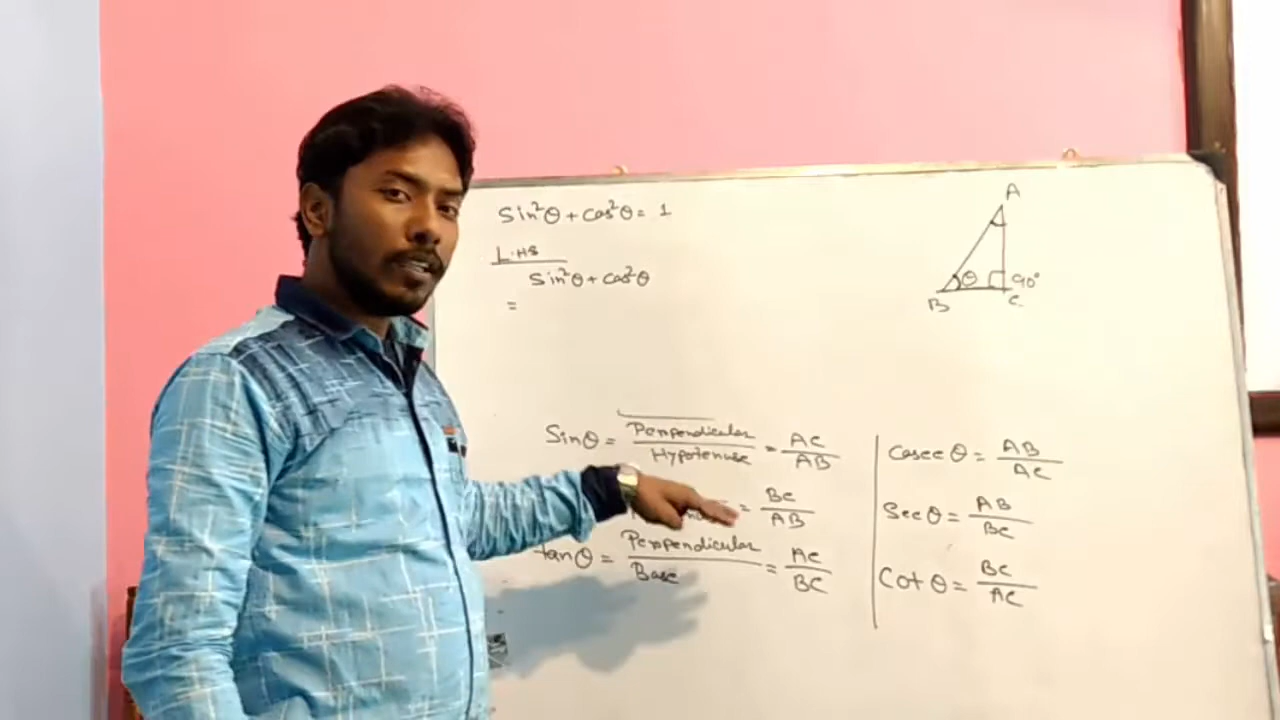 Sin²θ + cos²θ = 1
L.HS
Sin²θ + cos²θ
=
A
B θ 90° C
Sinθ = Perpendicular / Hypotenuse = AC / AB
= BC / AB
tanθ = Perpendicular / Base = AC / BC
Cosec θ = AB / AC
Sec θ = AB / BC
Cot θ = BC / AC